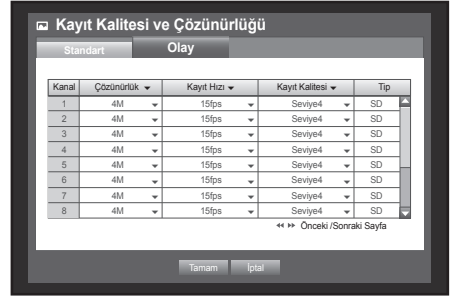 Kayıt Kalitesi ve Çözünürlüğü
Standart Olay
Kanal Çözünürlük Kayıt Hızı Kayıt Kalitesi Tip
1 4M 15fps Seviye4 SD
2 4M 15fps Seviye4 SD
3 4M 15fps Seviye4 SD
4 4M 15fps Seviye4 SD
5 4M 15fps Seviye4 SD
6 4M 15fps Seviye4 SD
7 4M 15fps Seviye4 SD
8 4M 15fps Seviye4 SD
Önceki /Sonraki Sayfa
Tamam İptal